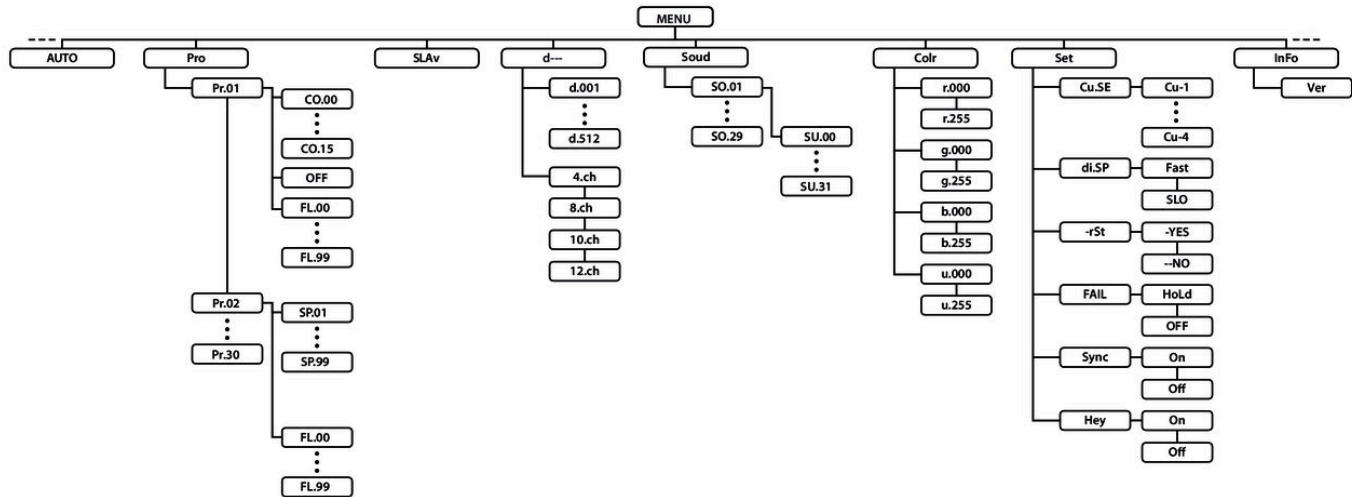 MENU
AUTO
Pro
SLAv
d---
Soud
Colr
Set
InFo
Pr.01
CO.00
CO.15
OFF
FL.00
FL.99
Pr.02
Pr.30
SP.01
SP.99
FL.00
FL.99
d.001
d.512
4.ch
8.ch
10.ch
12.ch
SO.01
SO.29
SU.00
SU.31
r.000
r.255
g.000
g.255
b.000
b.255
u.000
u.255
Cu.SE
Cu-1
Cu-4
di.SP
Fast
SLO
-rSt
-YES
--NO
FAIL
HoLd
OFF
Sync
On
Off
Hey
On
Off
Ver